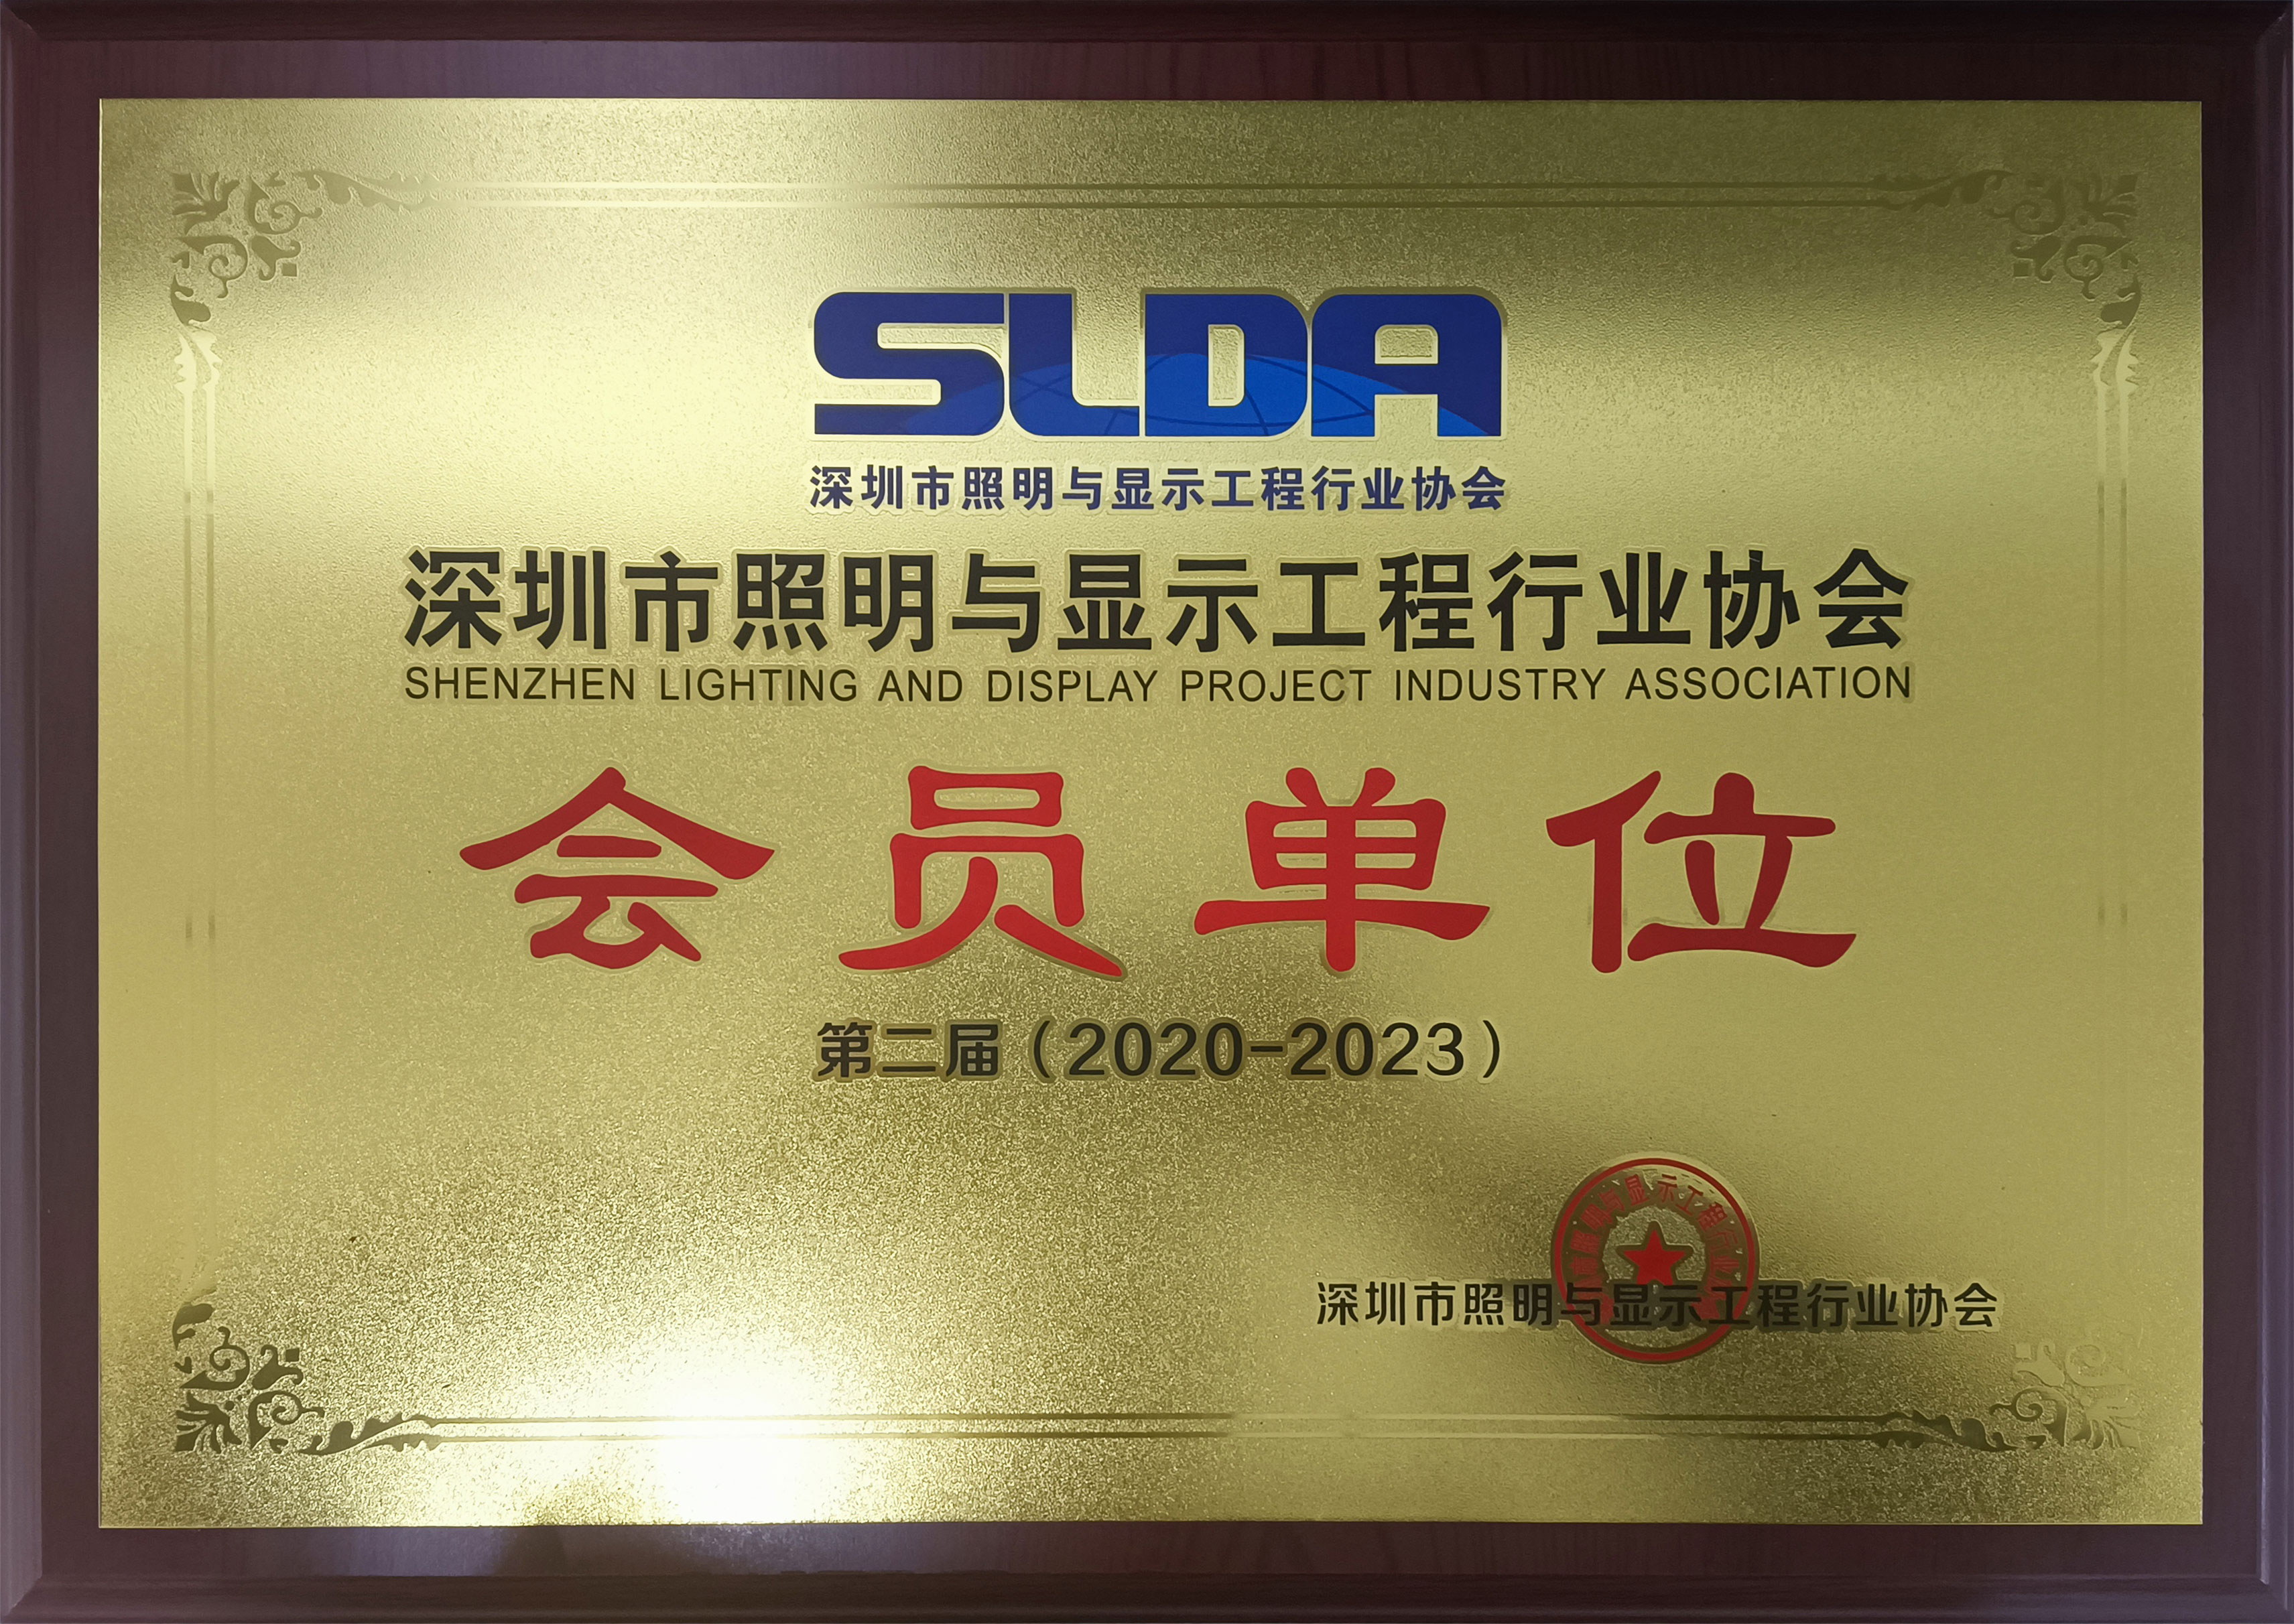 SLDA
深圳市照明与显示工程行业协会
深圳市照明与显示工程行业协会
SHENZHEN LIGHTING AND DISPLAY PROJECT INDUSTRY ASSOCIATION
会员单位
第二届（2020-2023）
深圳市照明与显示工程行业协会